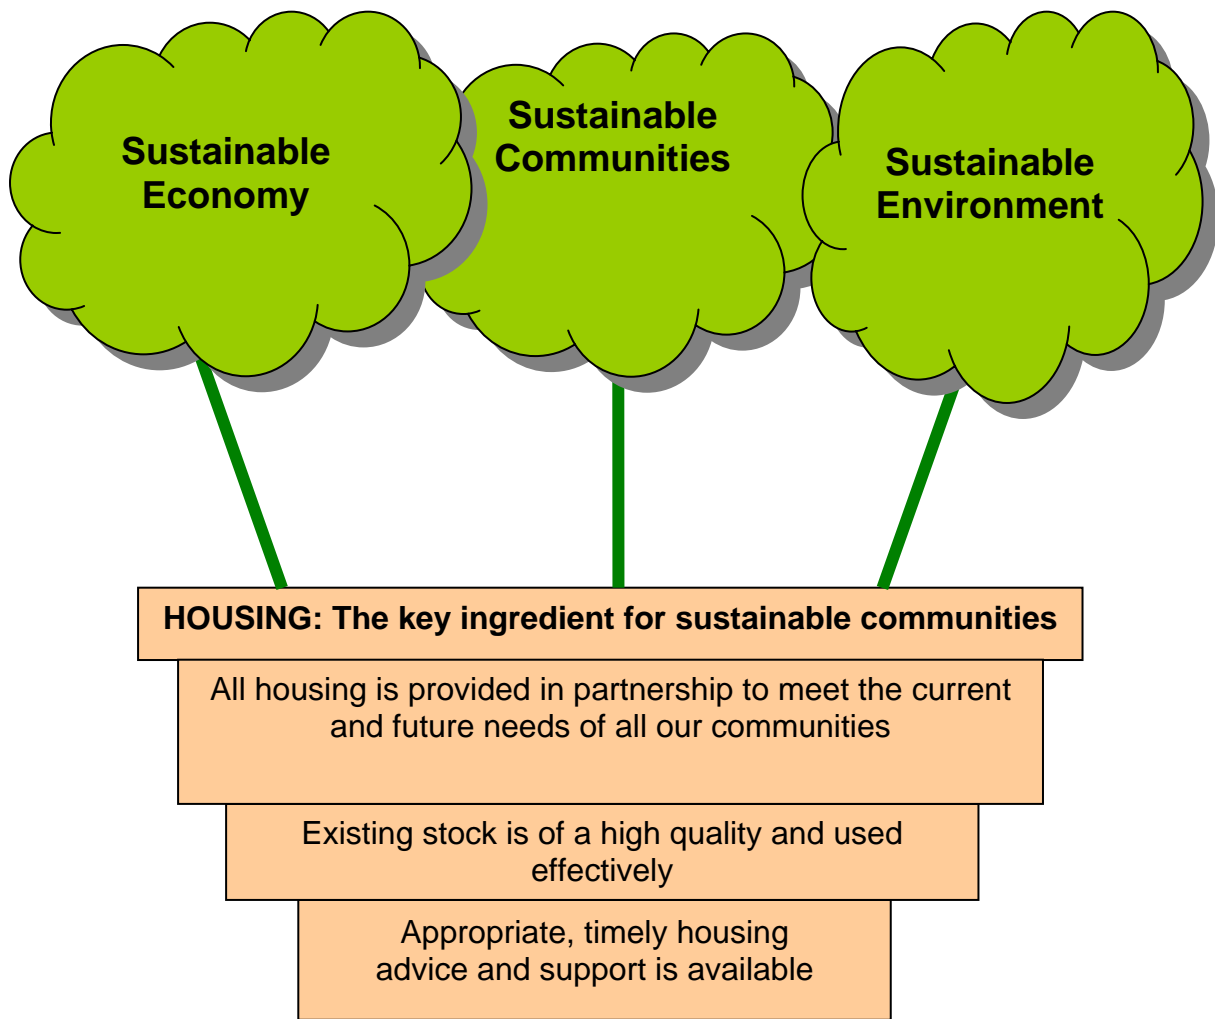 Sustainable
Economy
Sustainable
Communities
Sustainable
Environment
HOUSING: The key ingredient for sustainable communities
All housing is provided in partnership to meet the current
and future needs of all our communities
Existing stock is of a high quality and used
effectively
Appropriate, timely housing
advice and support is available